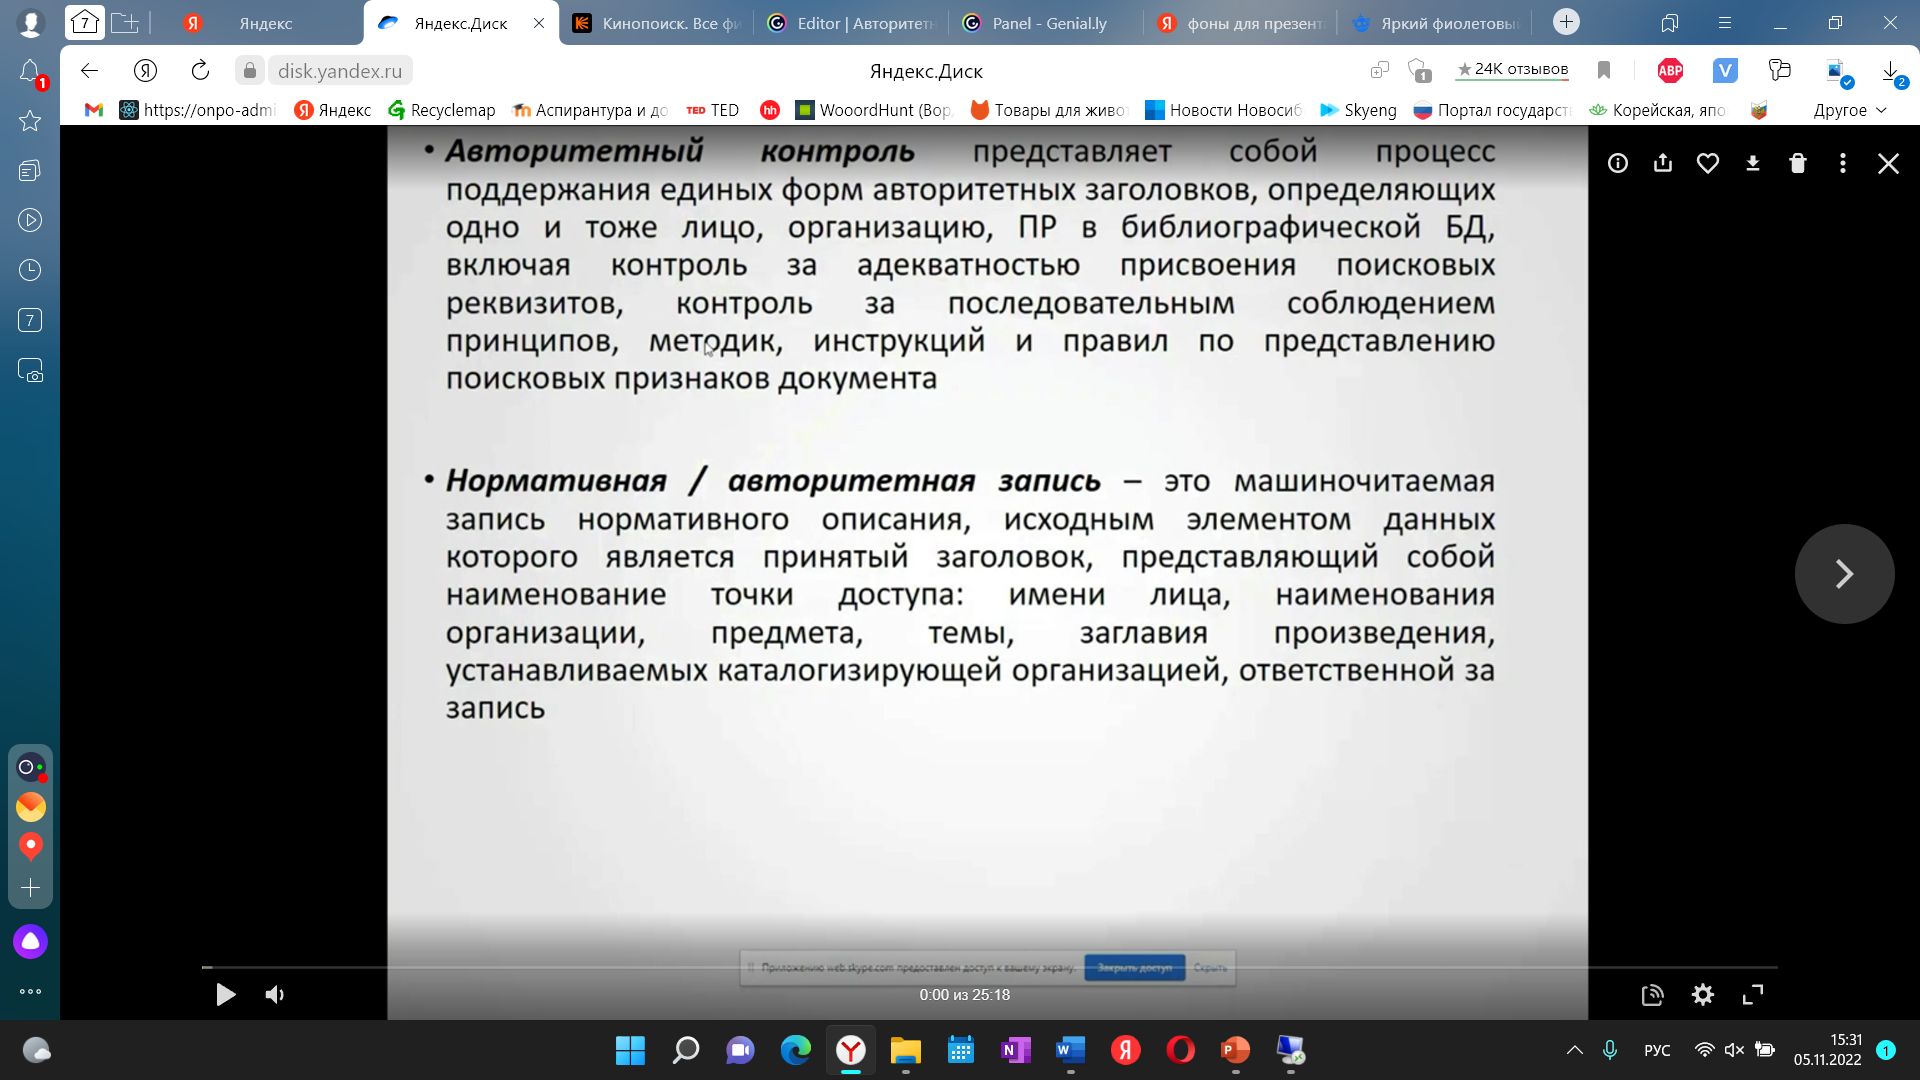 7
Яндекс
Яндекс.Диск
Кинопоиск. Все фи
Editor | Авторитетн
Panel - Genial.ly
фоны для презент
Яркий фиолетовый
1
disk.yandex.ru
Яндекс.Диск
1
★24K отзывов
ABP
V
2
https://onpo-admi
Яндекс
Recyclemap
Аспирантура и до
TED TED
hh
WooordHunt (Вор
Товары для живо
Новости Новосиб
Skyeng
Портал государст
Корейская, япо
Другое
• Авторитетный контроль представляет собой процесс
поддержания единых форм авторитетных заголовков, определяющих
одно и тоже лицо, организацию, ПР в библиографической БД,
включая контроль за адекватностью присвоения поисковых
реквизитов, контроль за последовательным соблюдением
принципов, методик, инструкций и правил по представлению
поисковых признаков документа
• Нормативная / авторитетная запись – это машиночитаемая
запись нормативного описания, исходным элементом данных
которого является принятый заголовок, представляющий собой
наименование точки доступа: имени лица, наименования
организации, предмета, темы, заглавия произведения,
устанавливаемых каталогизирующей организацией, ответственной за
запись
7
Приложению web.skype.com предоставлен доступ к вашему экрану.
Закрыть доступ
Скрыть
0:00 из 25:18
РУС
15:31
05.11.2022
1